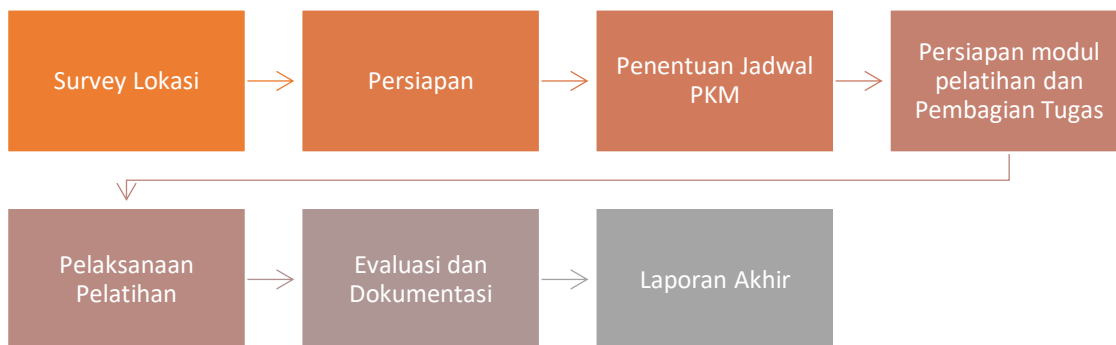 Survey Lokasi
Persiapan
Penentuan Jadwal
PKM
Persiapan modul
pelatihan dan
Pembagian Tugas
Pelaksanaan
Pelatihan
Evaluasi dan
Dokumentasi
Laporan Akhir